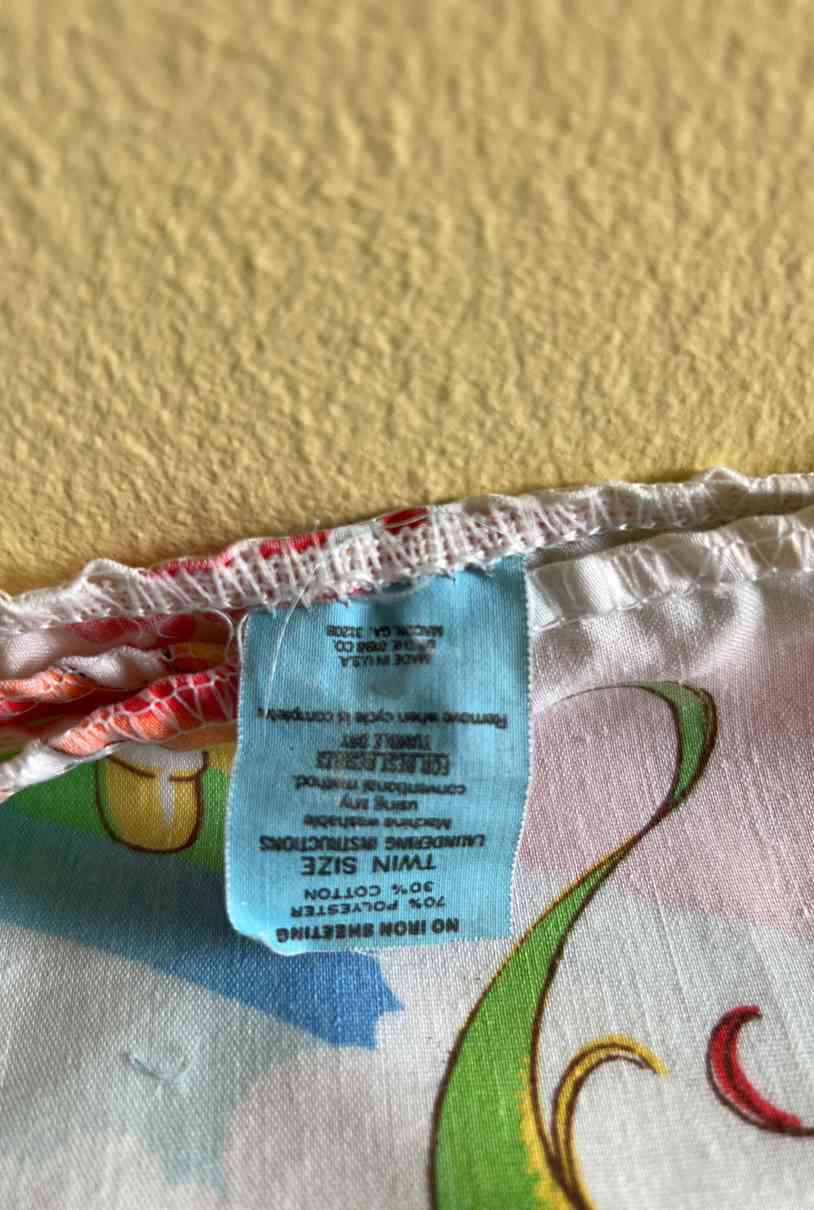 NO IRON SHEETING
70% POLYESTER
30% COTTON
TWIN SIZE
LAUNDERING INSTRUCTIONS
Machine washable
using any
conventional method.
FOR BEST RESULTS
TUMBLE DRY
Remove when cycle is complete
MADE IN U.S.A.
CO.
MACON, GA. 31208